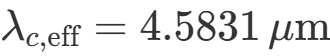 λ_{c,eff} = 4.5831 μm